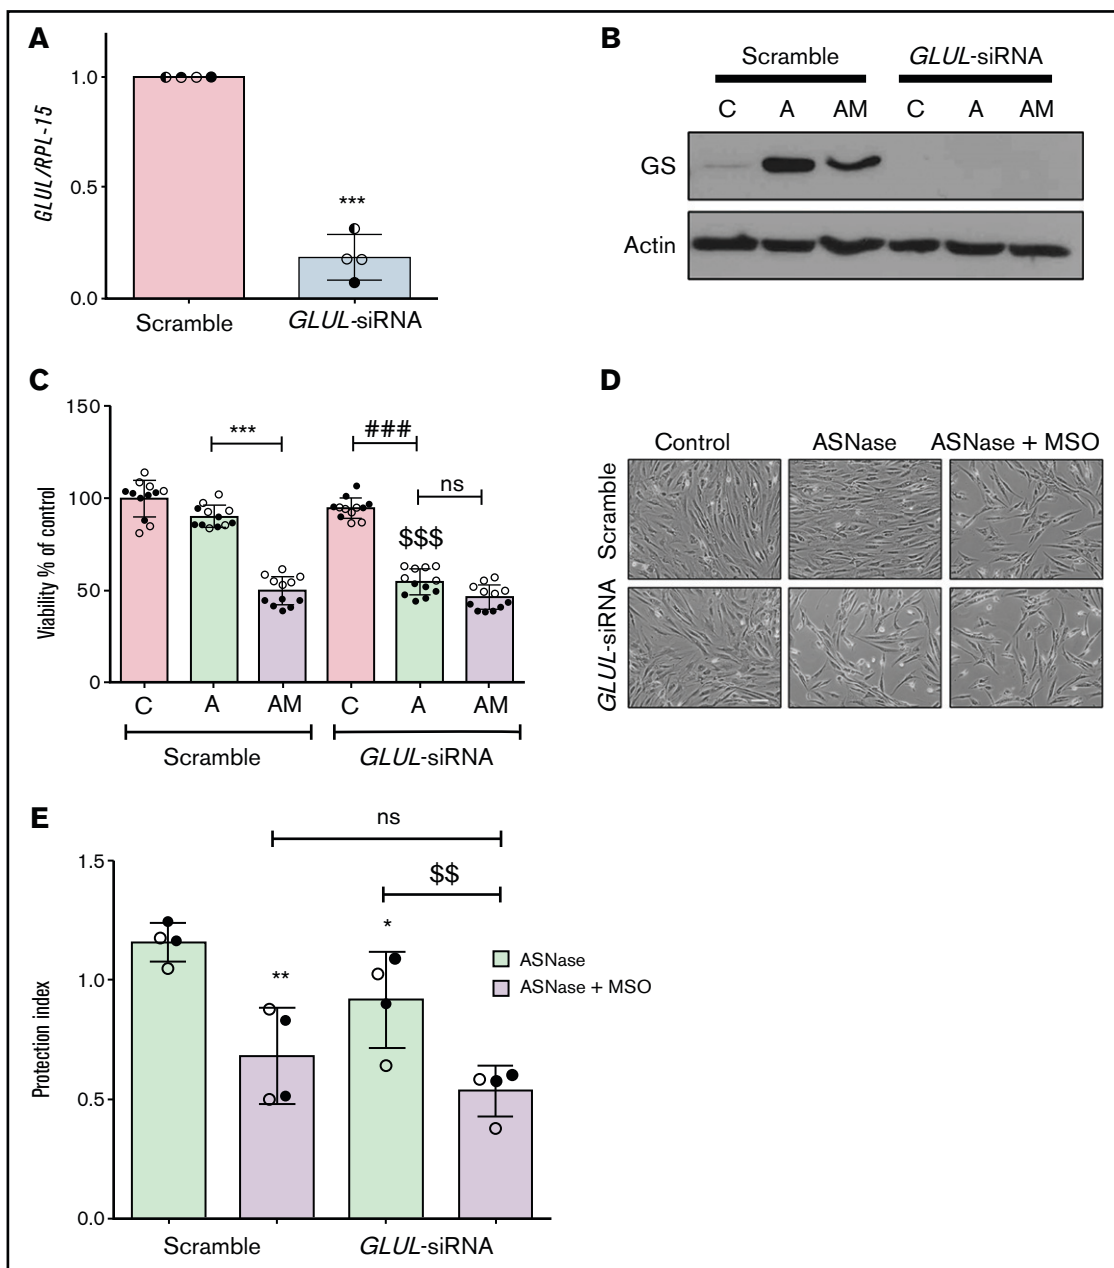 A
GLUL/RPL-15
1.0
0.5
0.0
***
Scramble
GLUL-siRNA
B
Scramble
GLUL-siRNA
C A AM C A AM
GS
Actin
C
Viability % of control
150
100
50
0
***
###
ns
$$$
C A AM C A AM
Scramble
GLUL-siRNA
D
Control
ASNase
ASNase + MSO
Scramble
GLUL-siRNA
E
Protection index
1.5
1.0
0.5
0.0
ns
$$
**
*
ASNase
ASNase + MSO
Scramble
GLUL-siRNA